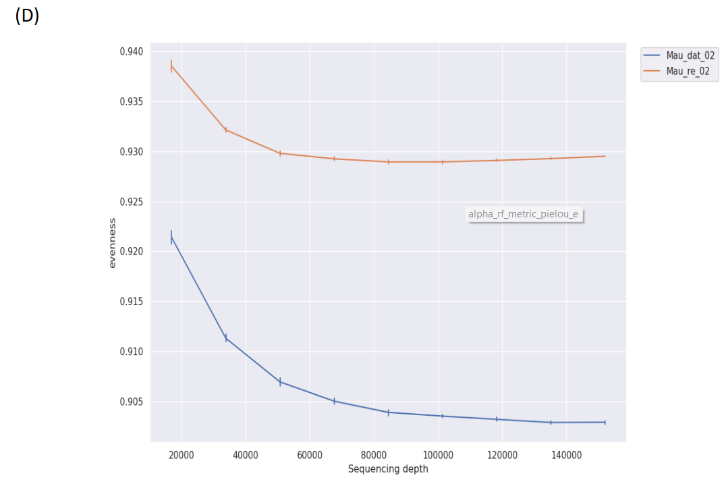 (D)
0.940
0.935
0.930
0.925
0.920
0.915
0.910
0.905
evenness
20000 40000 60000 80000 100000 120000 140000
Sequencing depth
Mau_dat_02
Mau_re_02
alpha_rf_metric_pielou_e